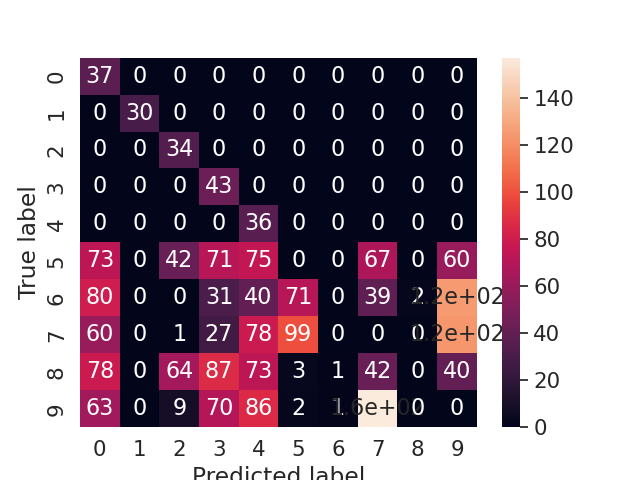 0 37 0 0 0 0 0 0 0 0 0
1 0 30 0 0 0 0 0 0 0 0
2 0 0 34 0 0 0 0 0 0 0
3 0 0 0 43 0 0 0 0 0 0
4 0 0 0 0 36 0 0 0 0 0
5 73 0 42 71 75 0 0 67 0 60
6 80 0 0 31 40 71 0 39 2 1.2e+02
7 60 0 1 27 78 99 0 0 0 1.2e+02
8 78 0 64 87 73 3 1 42 0 40
9 63 0 9 70 86 2 0 0
0 1 2 3 4 5 6 7 8 9
True label
Predicted label
140
120
100
80
60
40
20
0